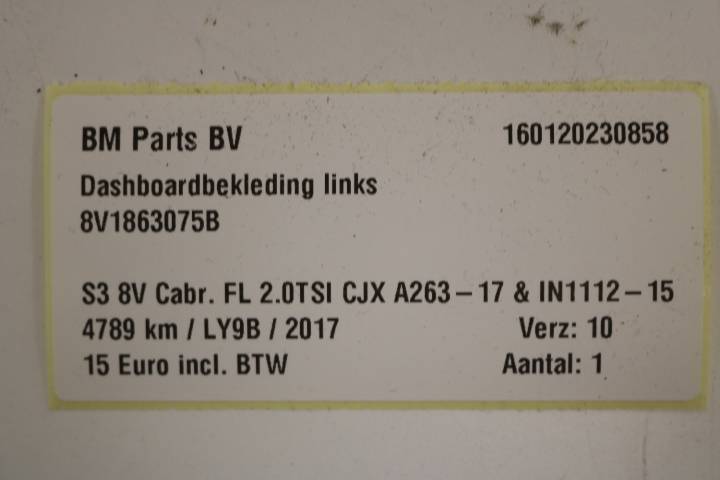 BM Parts BV 160120230858
Dashboardbekleding links
8V1863075B
S3 8V Cabr. FL 2.0TSI CJX A263-17 & IN1112-15
4789 km / LY9B / 2017 Verz: 10
15 Euro incl. BTW Aantal: 1